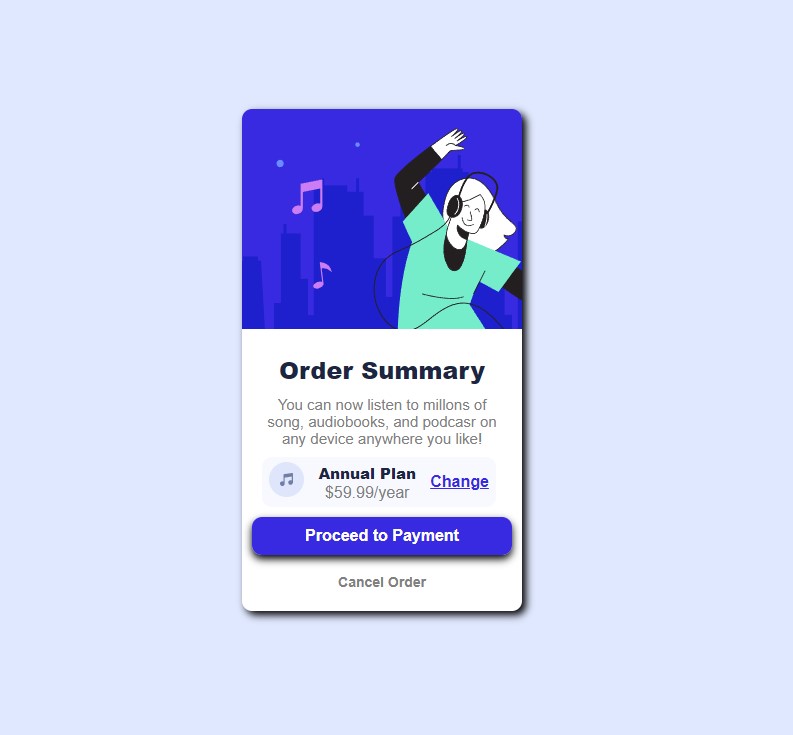 Order Summary
You can now listen to millons of
song, audiobooks, and podcasr on
any device anywhere you like!
Annual Plan
$59.99/year
Change
Proceed to Payment
Cancel Order